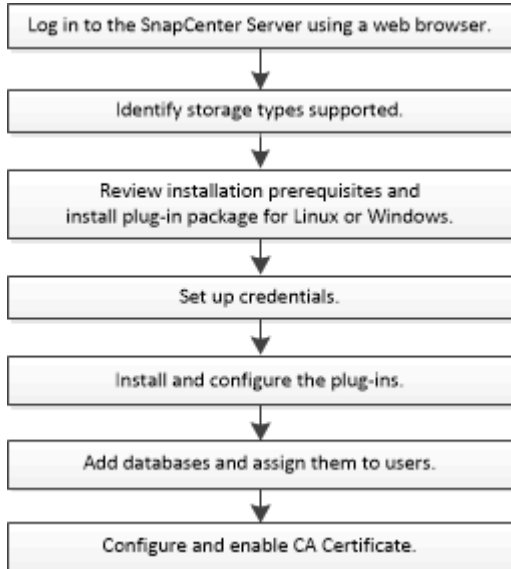 Log in to the SnapCenter Server using a web browser.
Identify storage types supported.
Review installation prerequisites and
install plug-in package for Linux or Windows.
Set up credentials.
Install and configure the plug-ins.
Add databases and assign them to users.
Configure and enable CA Certificate.